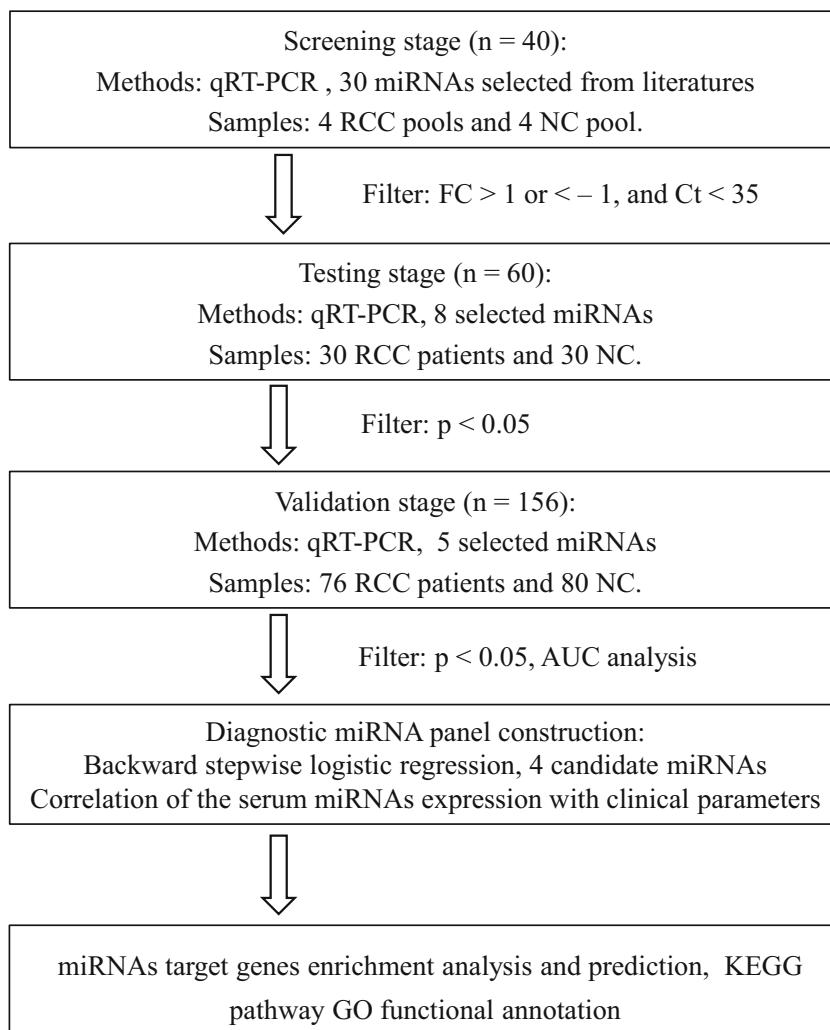 Screening stage (n = 40):
Methods: qRT-PCR , 30 miRNAs selected from literatures
Samples: 4 RCC pools and 4 NC pool.
Filter: FC > 1 or < – 1, and Ct < 35
Testing stage (n = 60):
Methods: qRT-PCR, 8 selected miRNAs
Samples: 30 RCC patients and 30 NC.
Filter: p < 0.05
Validation stage (n = 156):
Methods: qRT-PCR, 5 selected miRNAs
Samples: 76 RCC patients and 80 NC.
Filter: p < 0.05, AUC analysis
Diagnostic miRNA panel construction:
Backward stepwise logistic regression, 4 candidate miRNAs
Correlation of the serum miRNAs expression with clinical parameters
miRNAs target genes enrichment analysis and prediction, KEGG
pathway GO functional annotation